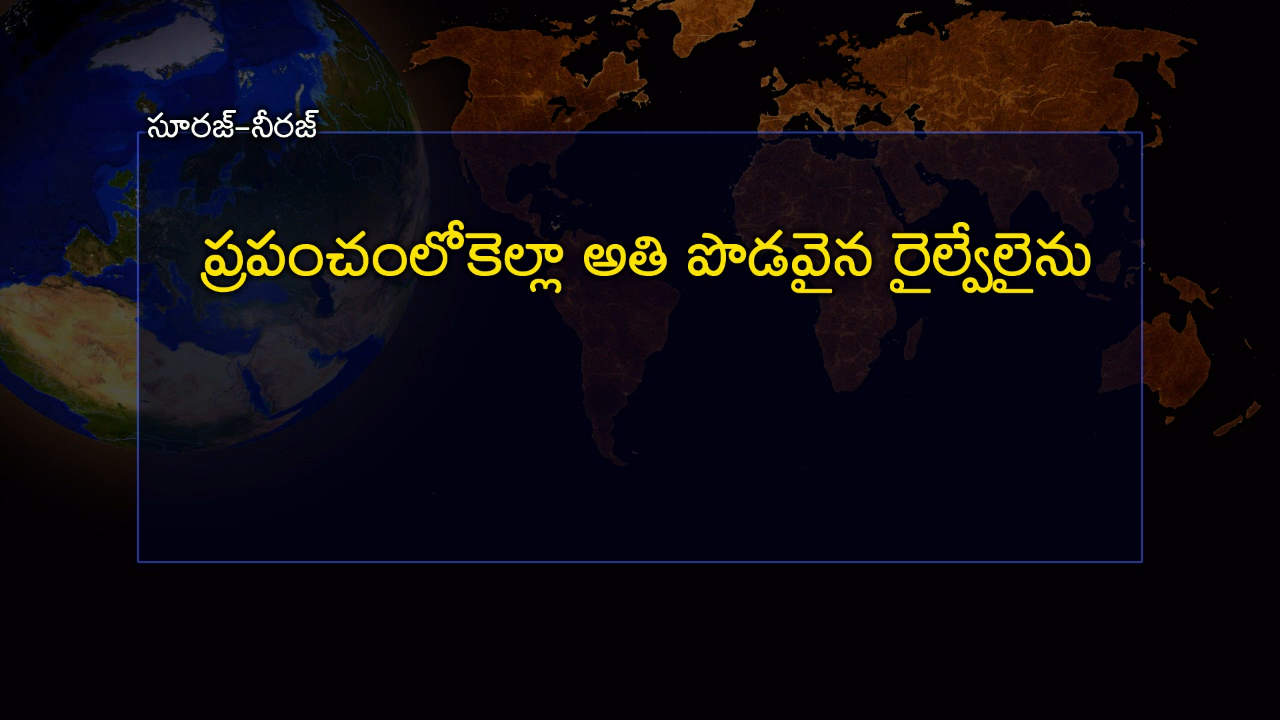 సూరజ్-నీరజ్
ప్రపంచంలోకెల్లా అతి పొడవైన రైల్వేలైను